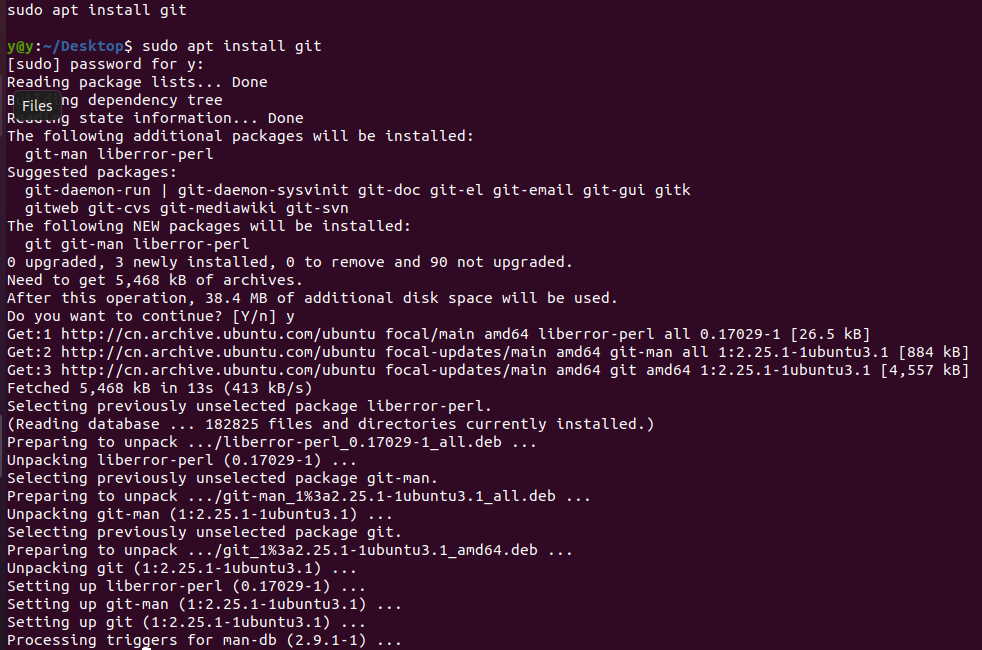 sudo apt install git
y@y:~/Desktop$ sudo apt install git
[sudo] password for y:
Reading package lists... Done
B ng dependency tree
Files
Reading state information... Done
The following additional packages will be installed:
  git-man liberror-perl
Suggested packages:
  git-daemon-run | git-daemon-sysvinit git-doc git-el git-email git-gui gitk
  gitweb git-cvs git-mediawiki git-svn
The following NEW packages will be installed:
  git git-man liberror-perl
0 upgraded, 3 newly installed, 0 to remove and 90 not upgraded.
Need to get 5,468 kB of archives.
After this operation, 38.4 MB of additional disk space will be used.
Do you want to continue? [Y/n] y
Get:1 http://cn.archive.ubuntu.com/ubuntu focal/main amd64 liberror-perl all 0.17029-1 [26.5 kB]
Get:2 http://cn.archive.ubuntu.com/ubuntu focal-updates/main amd64 git-man all 1:2.25.1-1ubuntu3.1 [884 kB]
Get:3 http://cn.archive.ubuntu.com/ubuntu focal-updates/main amd64 git amd64 1:2.25.1-1ubuntu3.1 [4,557 kB]
Fetched 5,468 kB in 13s (413 kB/s)
Selecting previously unselected package liberror-perl.
(Reading database ... 182825 files and directories currently installed.)
Preparing to unpack .../liberror-perl_0.17029-1_all.deb ...
Unpacking liberror-perl (0.17029-1) ...
Selecting previously unselected package git-man.
Preparing to unpack .../git-man_1%3a2.25.1-1ubuntu3.1_all.deb ...
Unpacking git-man (1:2.25.1-1ubuntu3.1) ...
Selecting previously unselected package git.
Preparing to unpack .../git_1%3a2.25.1-1ubuntu3.1_amd64.deb ...
Unpacking git (1:2.25.1-1ubuntu3.1) ...
Setting up liberror-perl (0.17029-1) ...
Setting up git-man (1:2.25.1-1ubuntu3.1) ...
Setting up git (1:2.25.1-1ubuntu3.1) ...
Processing triggers for man-db (2.9.1-1) ...